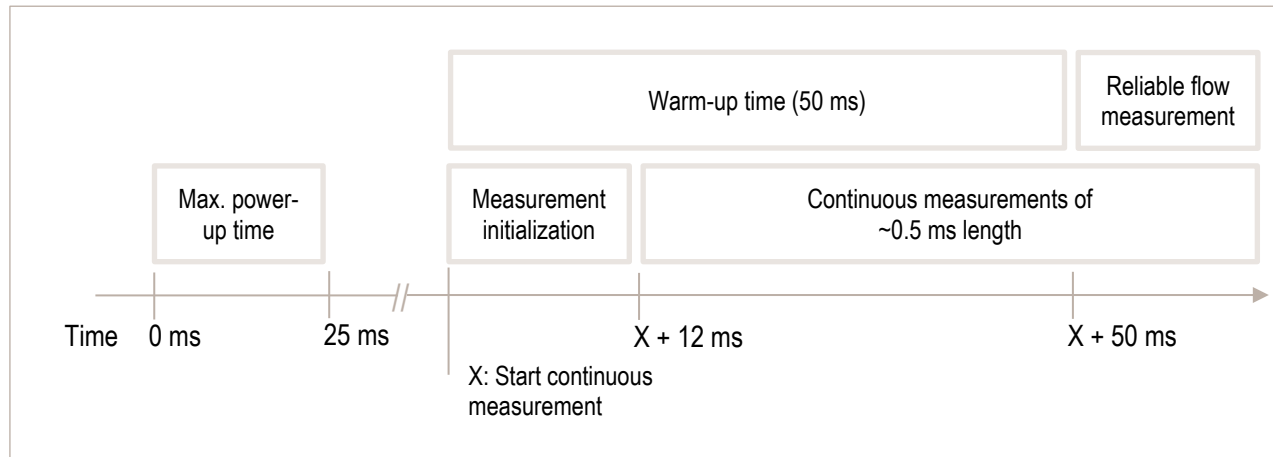 Warm-up time (50 ms)
Reliable flow
measurement
Max. power-
up time
Measurement
initialization
Continuous measurements of
~0.5 ms length
Time
0 ms
25 ms
X + 12 ms
X + 50 ms
X: Start continuous
measurement